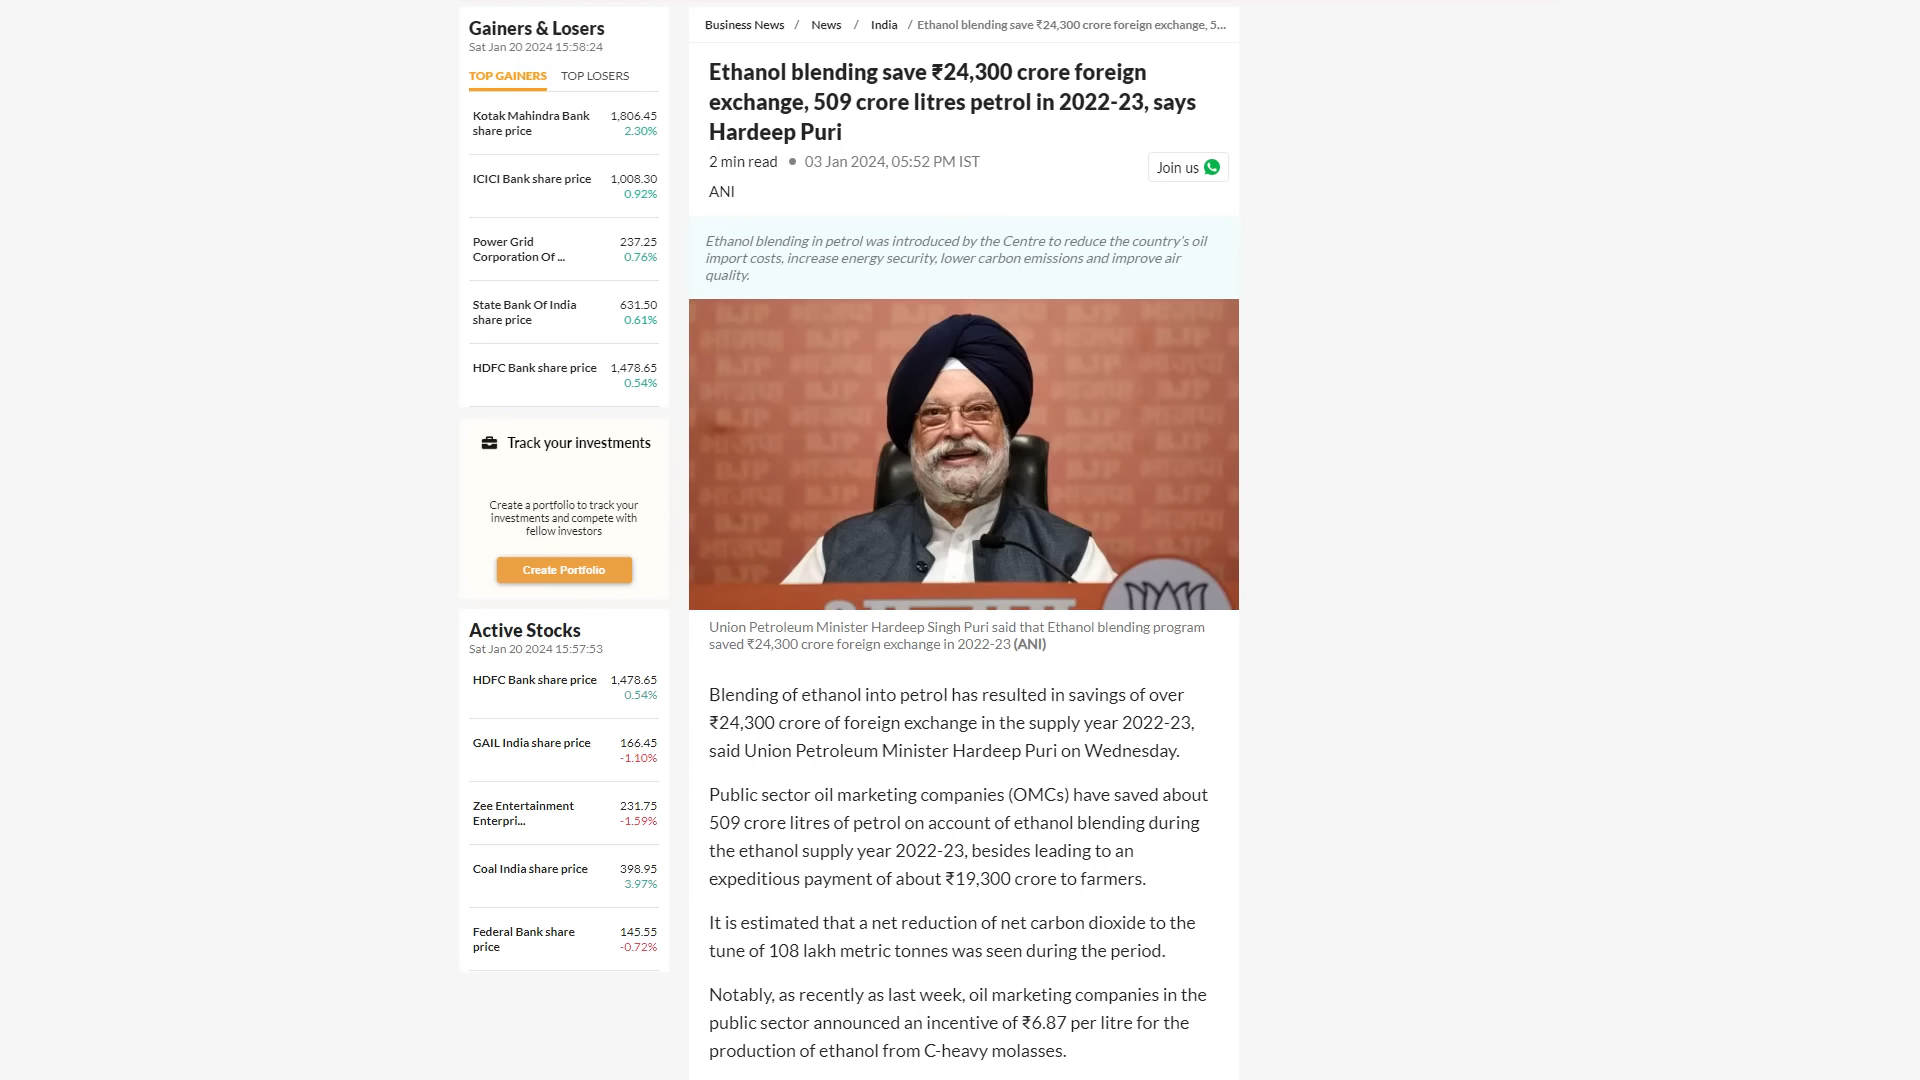 Gainers & Losers
Sat Jan 20 2024 15:58:24
TOP GAINERS TOP LOSERS
Kotak Mahindra Bank 1,806.45
share price 2.30%
ICICI Bank share price 1,008.30
0.92%
Power Grid 237.25
Corporation Of ... 0.76%
State Bank Of India 631.50
share price 0.61%
HDFC Bank share price 1,478.65
0.54%
Track your investments
Create a portfolio to track your
investments and compete with
fellow investors
Create Portfolio
Active Stocks
Sat Jan 20 2024 15:57:53
HDFC Bank share price 1,478.65
0.54%
GAIL India share price 166.45
-1.10%
Zee Entertainment 231.75
Enterpri... -1.59%
Coal India share price 398.95
3.97%
Federal Bank share 145.55
price -0.72%
Business News / News / India / Ethanol blending save ₹24,300 crore foreign exchange, 5...
Ethanol blending save ₹24,300 crore foreign
exchange, 509 crore litres petrol in 2022-23, says
Hardeep Puri
2 min read ● 03 Jan 2024, 05:52 PM IST
Join us
ANI
Ethanol blending in petrol was introduced by the Centre to reduce the country's oil
import costs, increase energy security, lower carbon emissions and improve air
quality.
BJP
भाजपा
Union Petroleum Minister Hardeep Singh Puri said that Ethanol blending program
saved ₹24,300 crore foreign exchange in 2022-23 (ANI)
Blending of ethanol into petrol has resulted in savings of over
₹24,300 crore of foreign exchange in the supply year 2022-23,
said Union Petroleum Minister Hardeep Puri on Wednesday.
Public sector oil marketing companies (OMCs) have saved about
509 crore litres of petrol on account of ethanol blending during
the ethanol supply year 2022-23, besides leading to an
expeditious payment of about ₹19,300 crore to farmers.
It is estimated that a net reduction of net carbon dioxide to the
tune of 108 lakh metric tonnes was seen during the period.
Notably, as recently as last week, oil marketing companies in the
public sector announced an incentive of ₹6.87 per litre for the
production of ethanol from C-heavy molasses.